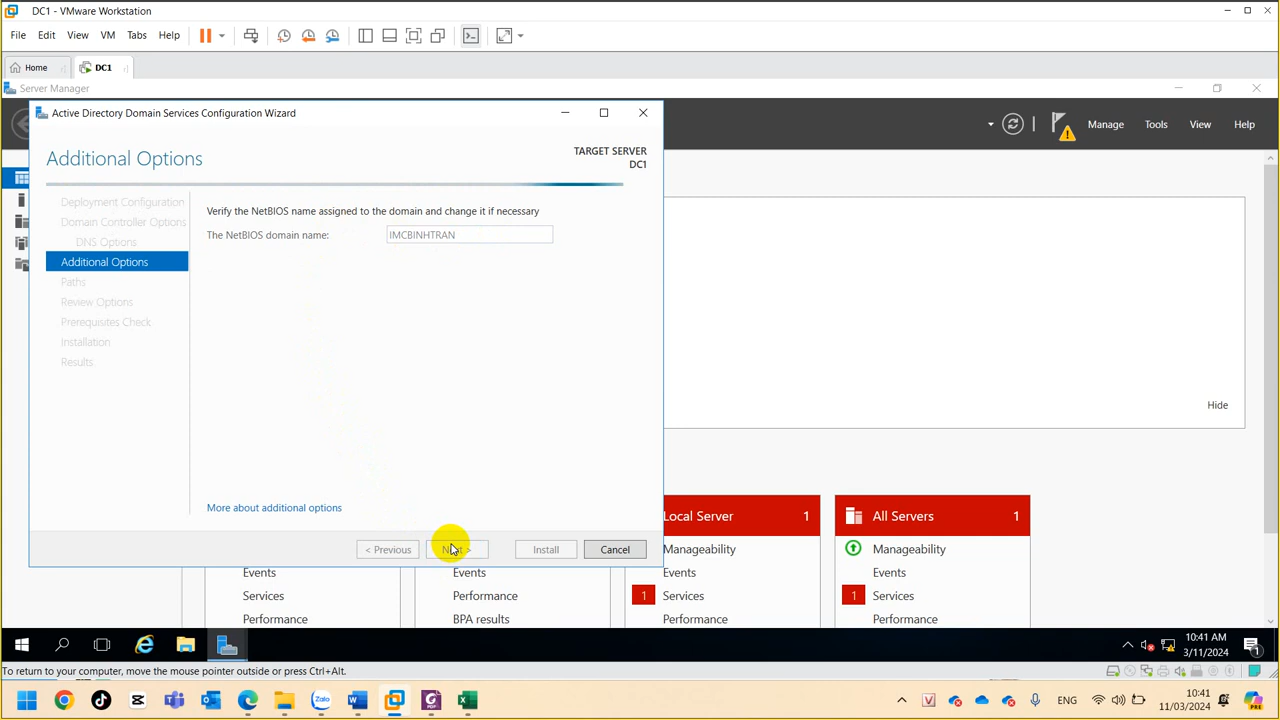 DC1 - VMware Workstation
File Edit View VM Tabs Help
Home DC1
Server Manager
Active Directory Domain Services Configuration Wizard
Manage Tools View Help
Additional Options
TARGET SERVER
DC1
Deployment Configuration
Domain Controller Options
DNS Options
Additional Options
Paths
Review Options
Prerequisites Check
Installation
Results
Verify the NetBIOS name assigned to the domain and change it if necessary
The NetBIOS domain name: IMCBINHTRAN
More about additional options
< Previous Next > Install Cancel
Hide
Events
Services
Performance
Events
Performance
BPA results
Local Server 1
Manageability
Events
1 Services
Performance
All Servers 1
Manageability
Events
1 Services
Performance
10:41 AM
3/11/2024
1
To return to your computer, move the mouse pointer outside or press Ctrl+Alt.
Zalo
ENG
10:41
11/03/2024
PRE